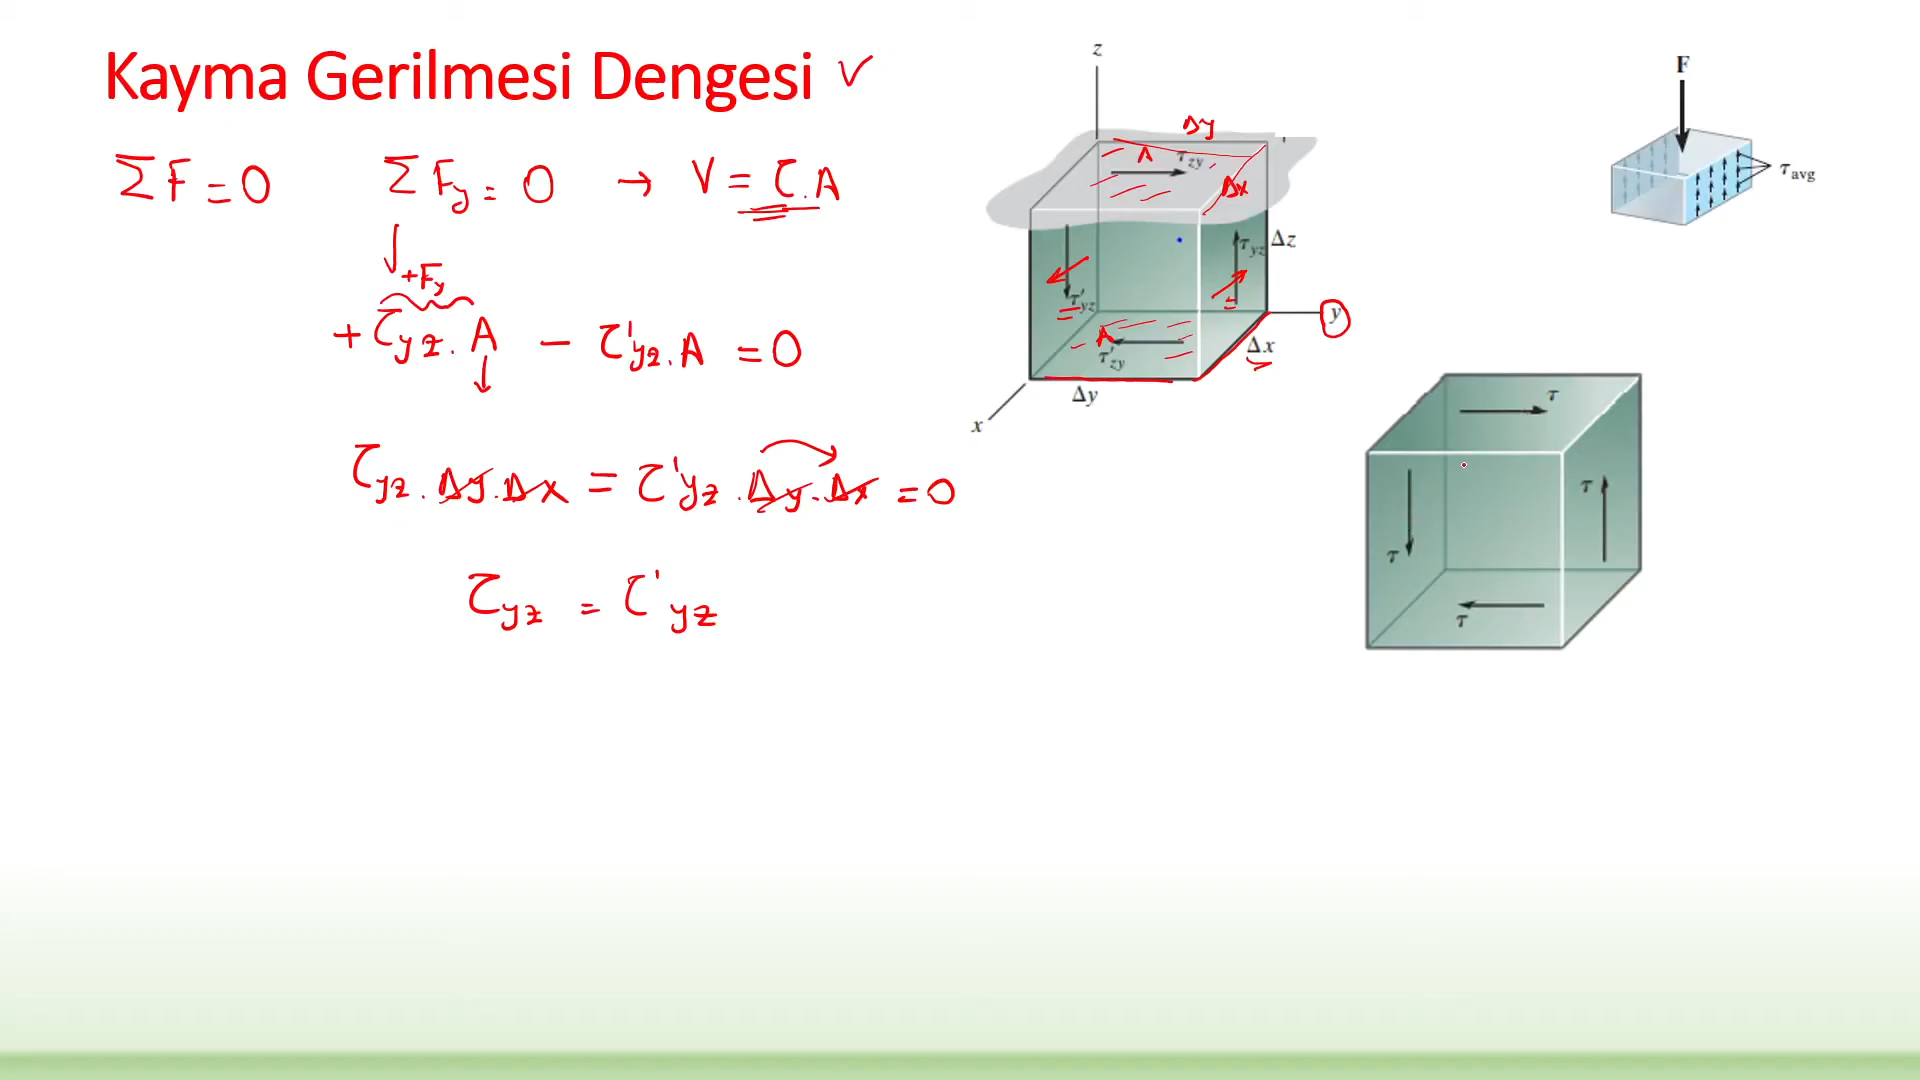 Kayma Gerilmesi Dengesi ✓
ΣF = 0 ΣFy = 0 → V = τ.A
+Fy
+ τyz . A − τ'yz . A = 0
τyz . Δy . Δx = τ'yz . Δy . Δx = 0
τyz = τ'yz
z
Δy
A
τzy
Δx
τyz
Δz
τ'yz
y
A
τ'zy
Δx
Δy
x
F
τavg
τ
τ
τ
τ